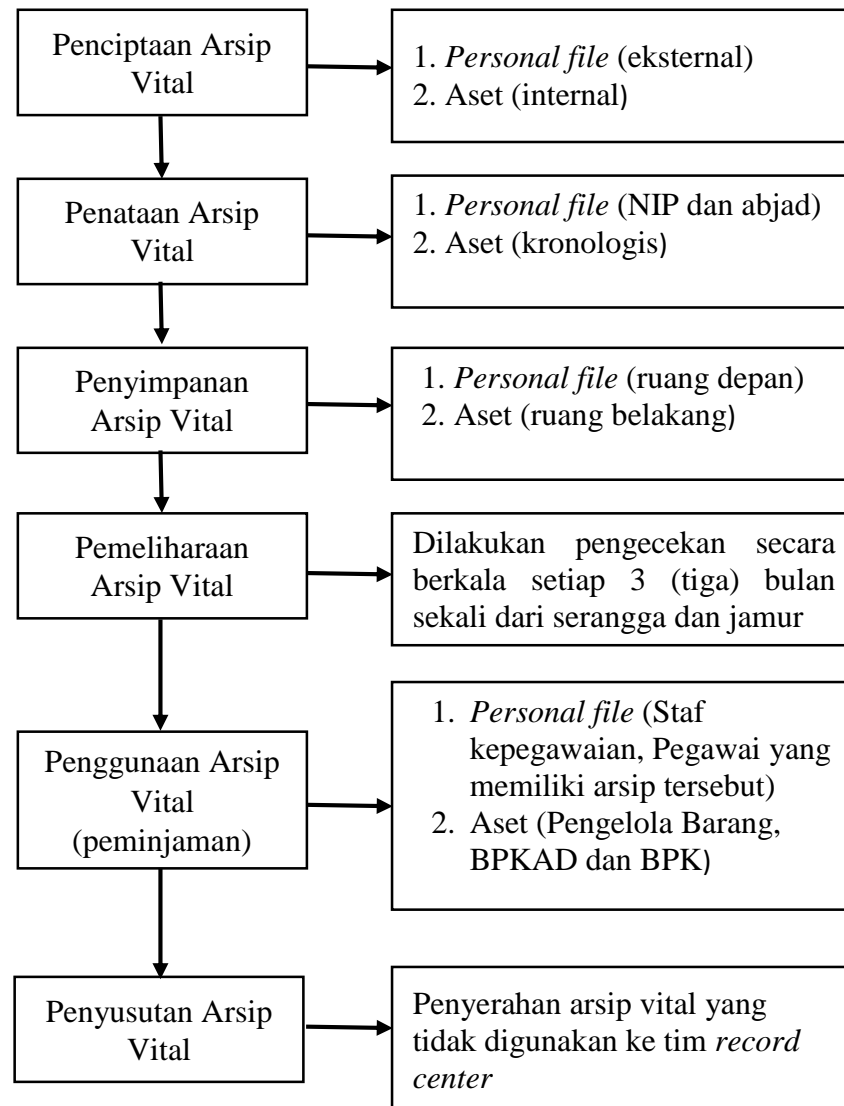 Penciptaan Arsip
Vital
1. Personal file (eksternal)
2. Aset (internal)
Penataan Arsip
Vital
1. Personal file (NIP dan abjad)
2. Aset (kronologis)
Penyimpanan
Arsip Vital
1. Personal file (ruang depan)
2. Aset (ruang belakang)
Pemeliharaan
Arsip Vital
Dilakukan pengecekan secara
berkala setiap 3 (tiga) bulan
sekali dari serangga dan jamur
Penggunaan Arsip
Vital
(peminjaman)
1. Personal file (Staf
kepegawaian, Pegawai yang
memiliki arsip tersebut)
2. Aset (Pengelola Barang,
BPKAD dan BPK)
Penyusutan Arsip
Vital
Penyerahan arsip vital yang
tidak digunakan ke tim record
center